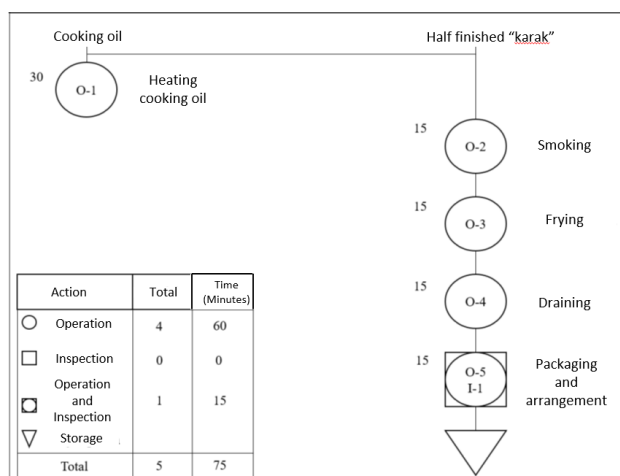 Cooking oil
Half finished “karak”
30
O-1
Heating
cooking oil
15
O-2
Smoking
15
O-3
Frying
15
O-4
Draining
15
O-5
I-1
Packaging
and
arrangement
Action
Total
Time
(Minutes)
Operation
4
60
Inspection
0
0
Operation
and
Inspection
1
15
Storage
Total
5
75